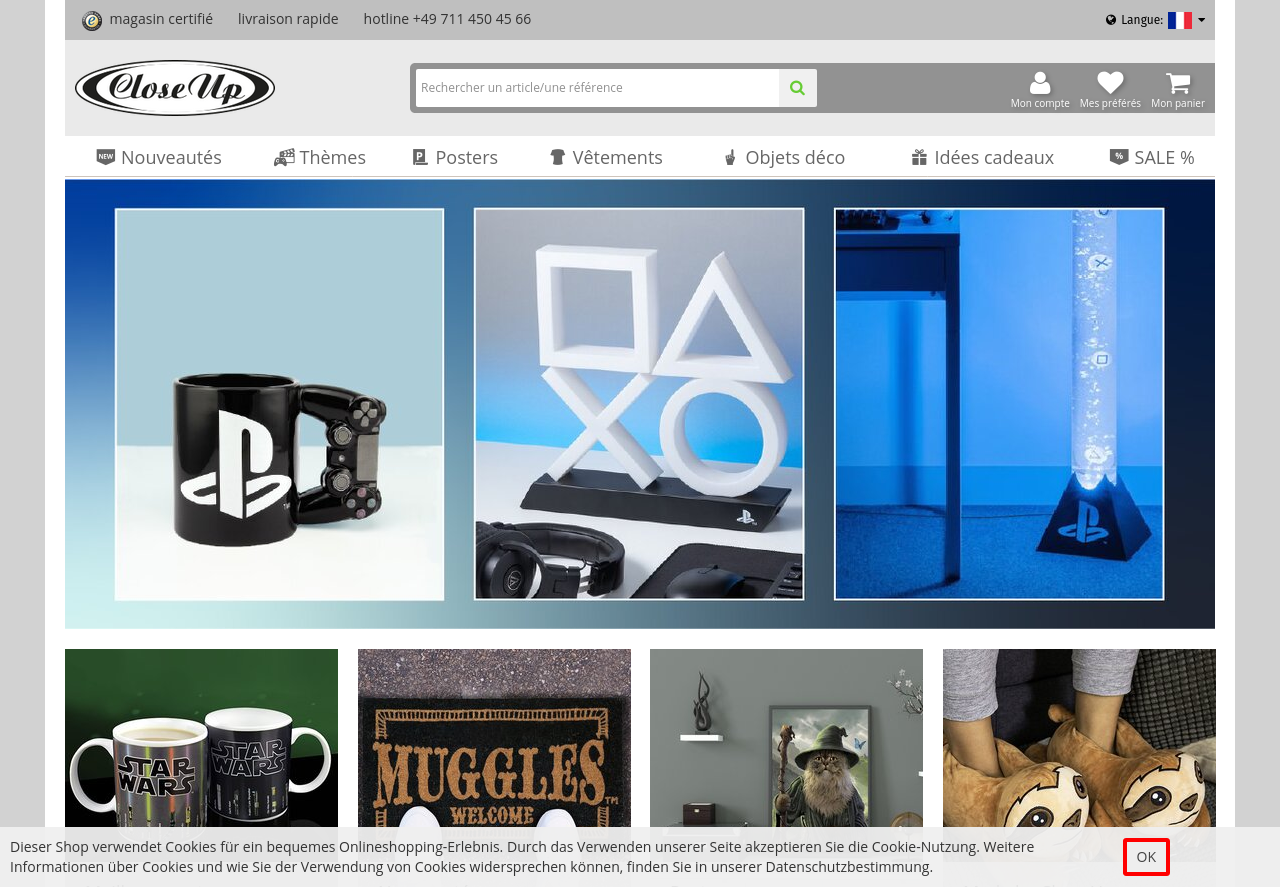 magasin certifié livraison rapide hotline +49 711 450 45 66 Langue:
Close Up
Rechercher un article/une référence
Mon compte Mes préférés Mon panier
NEW Nouveautés Thèmes P Posters Vêtements Objets déco Idées cadeaux % SALE %
STAR WARS
STAR WARS
MUGGLES™
WELCOME
Dieser Shop verwendet Cookies für ein bequemes Onlineshopping-Erlebnis. Durch das Verwenden unserer Seite akzeptieren Sie die Cookie-Nutzung. Weitere
Informationen über Cookies und wie Sie der Verwendung von Cookies widersprechen können, finden Sie in unserer Datenschutzbestimmung.
OK